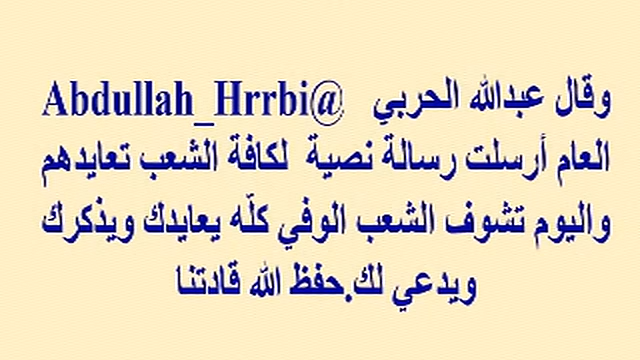 وقال عبدالله الحربي @Abdullah_Hrrbi
العام أرسلت رسالة نصية لكافة الشعب تعايدهم
واليوم تشوف الشعب الوفي كلّه يعايدك ويذكرك
ويدعي لك.حفظ الله قادتنا